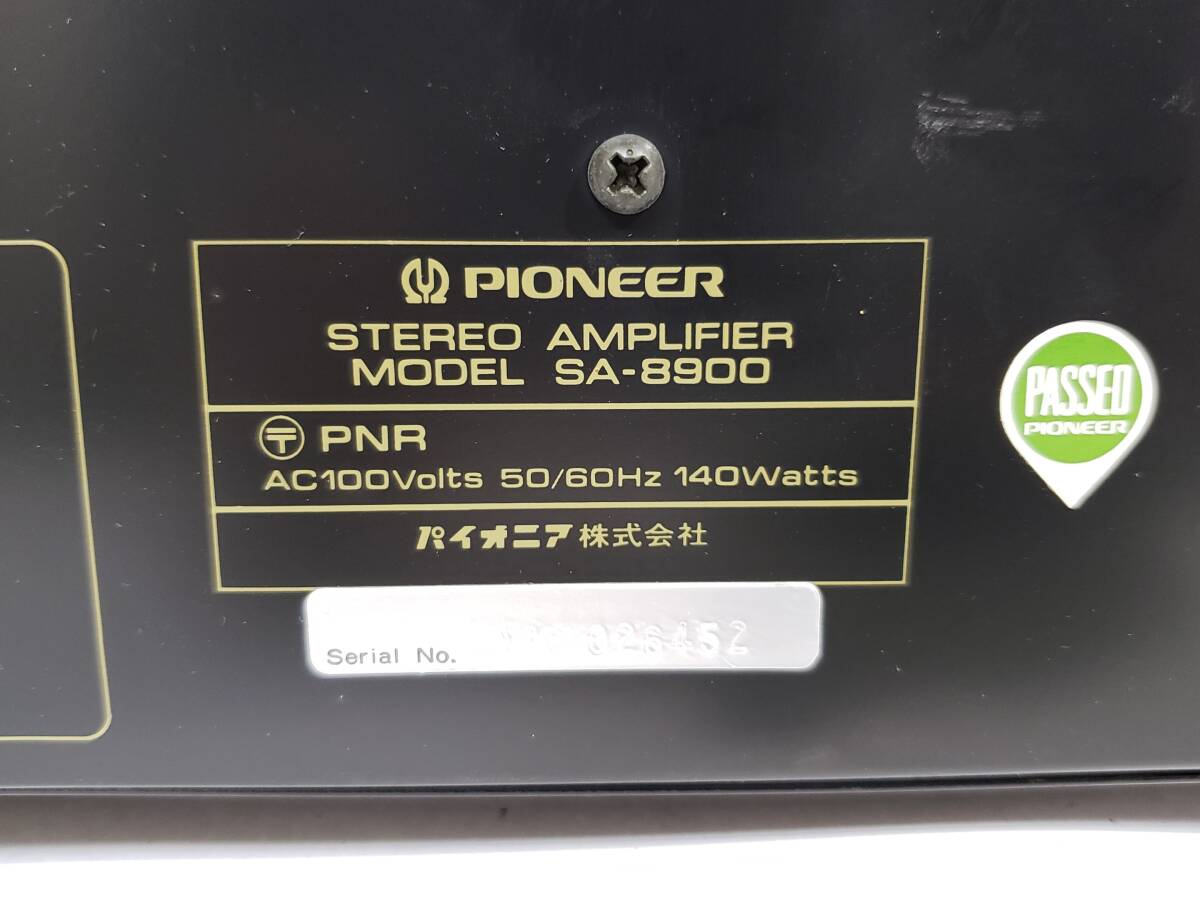 PIONEER
STEREO AMPLIFIER
MODEL SA-8900
〒 PNR
AC100Volts 50/60Hz 140Watts
パイオニア株式会社
Serial No. 026452
PASSED
PIONEER